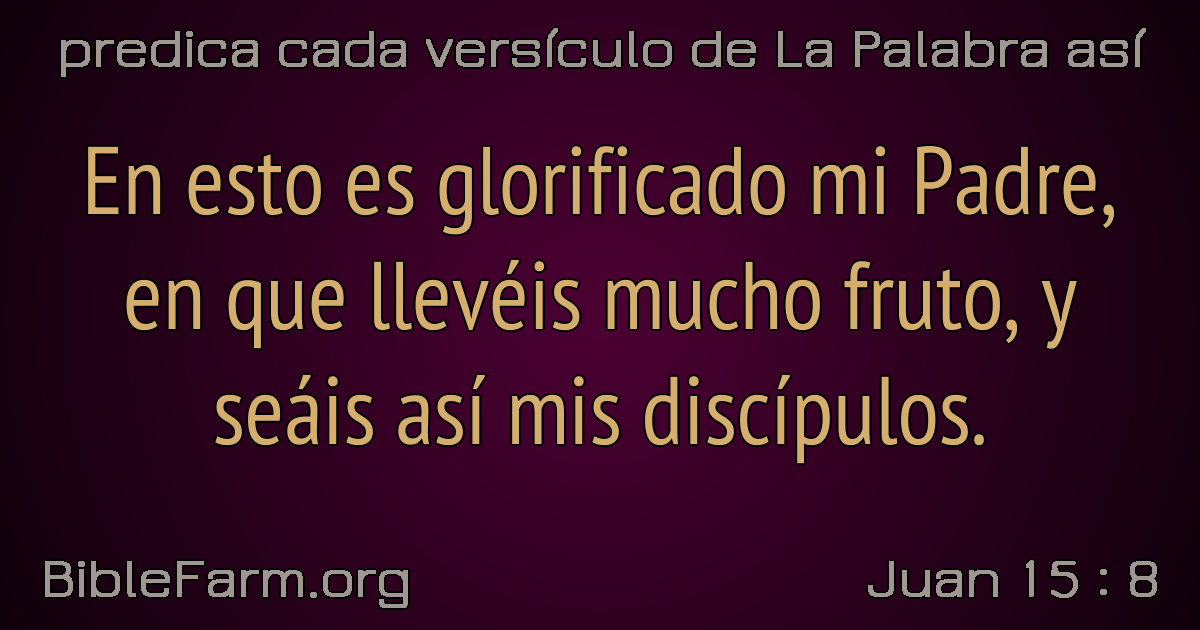 predica cada versículo de La Palabra así
En esto es glorificado mi Padre,
en que llevéis mucho fruto, y
seáis así mis discípulos.
BibleFarm.org
Juan 15 : 8